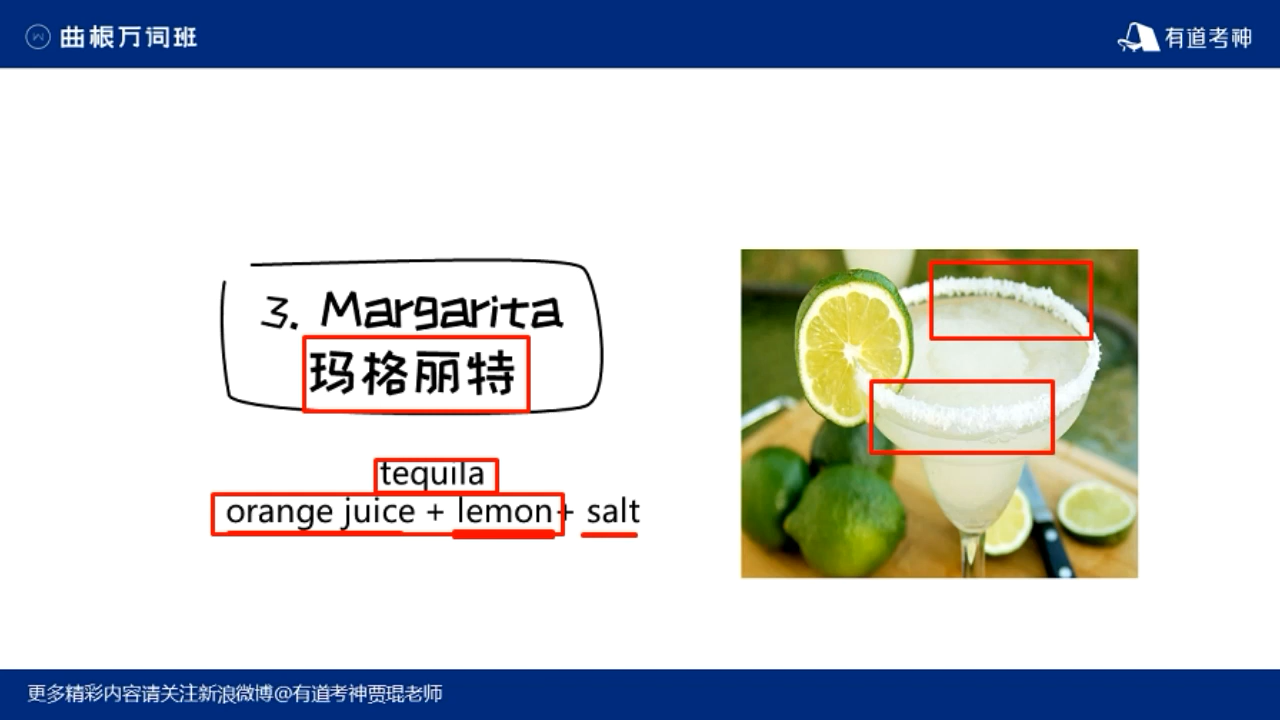 曲根万词班
有道考神
3. Margarita
玛格丽特
tequila
orange juice + lemon+ salt
更多精彩内容请关注新浪微博@有道考神贾琨老师